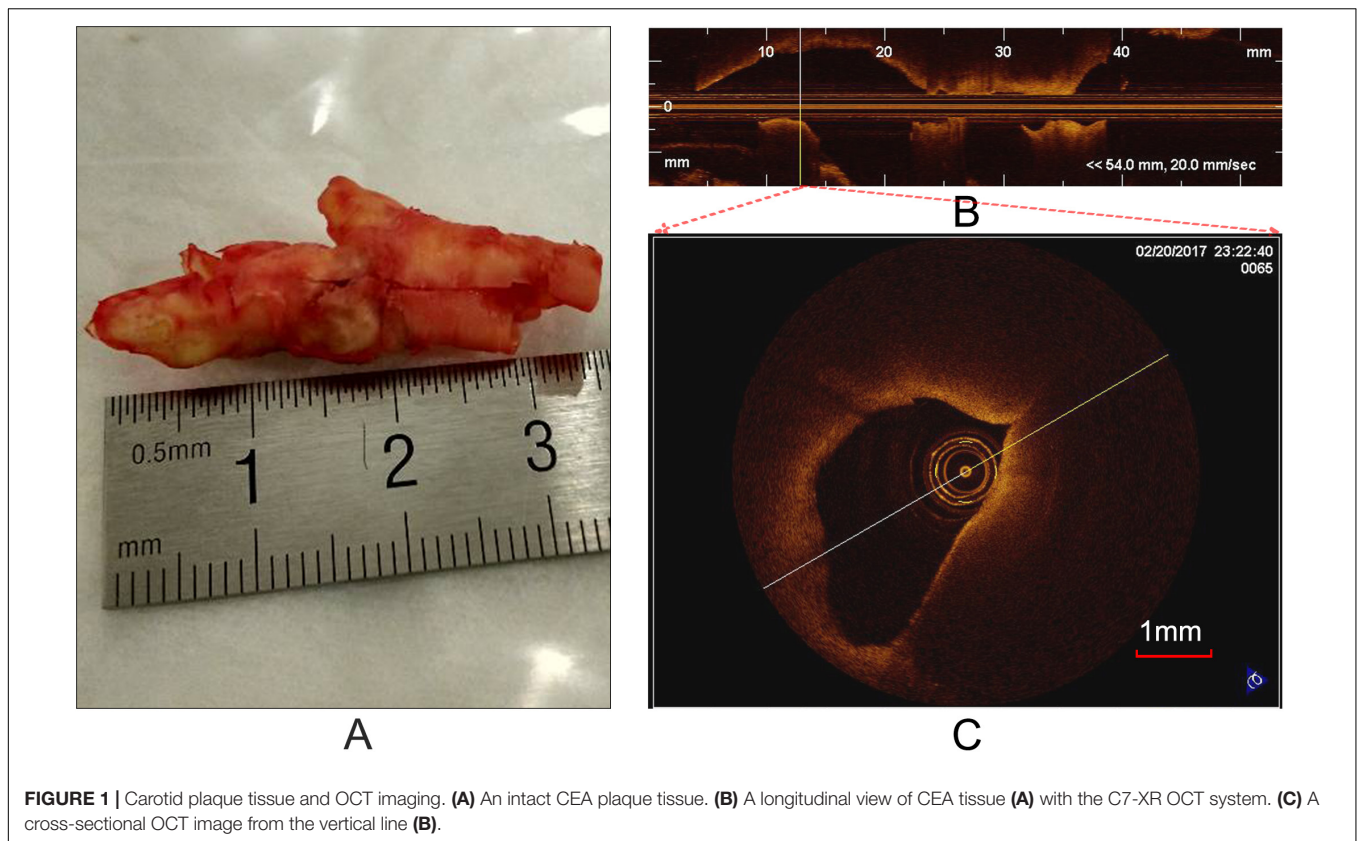 0.5mm
1 2 3
mm
A
10 20 30 40 mm
0
mm
<< 54.0 mm, 20.0 mm/sec
B
02/20/2017 23:22:40
0065
1mm
C
FIGURE 1 | Carotid plaque tissue and OCT imaging. (A) An intact CEA plaque tissue. (B) A longitudinal view of CEA tissue (A) with the C7-XR OCT system. (C) A
cross-sectional OCT image from the vertical line (B).